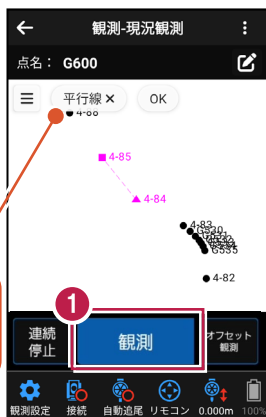 観測-現況観測
点名： G600
平行線×
OK
4-88
4-85
4-84
4-83
G530
G535
4-82
1
連続
停止
観測
オフセット
観測
観測設定
接続
自動追尾
リモコン
0.000m
100%